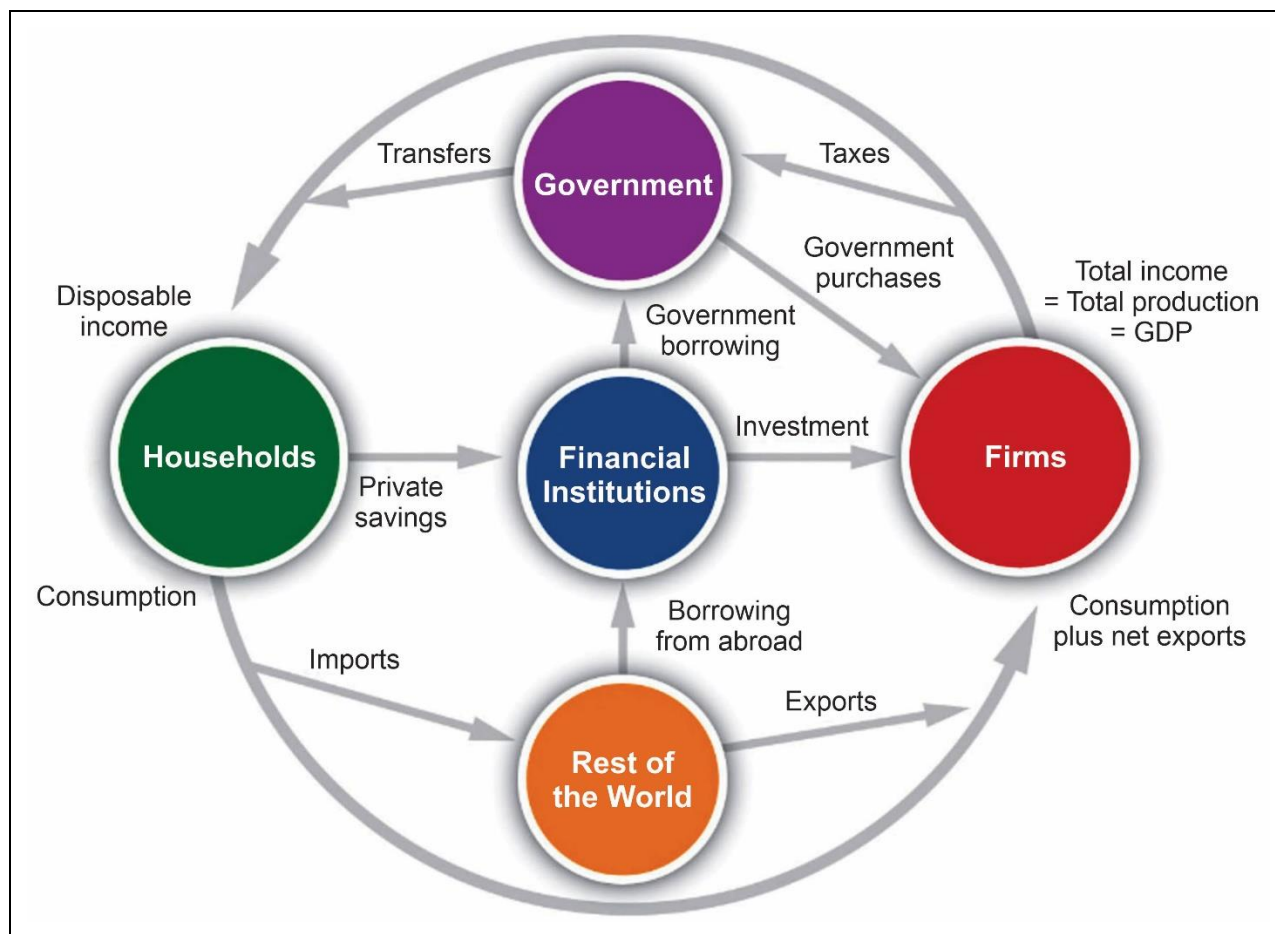 Transfers
Government
Taxes
Government
purchases
Total income
= Total production
= GDP
Disposable
income
Government
borrowing
Households
Private
savings
Financial
Institutions
Investment
Firms
Consumption
Imports
Borrowing
from abroad
Exports
Consumption
plus net exports
Rest of
the World